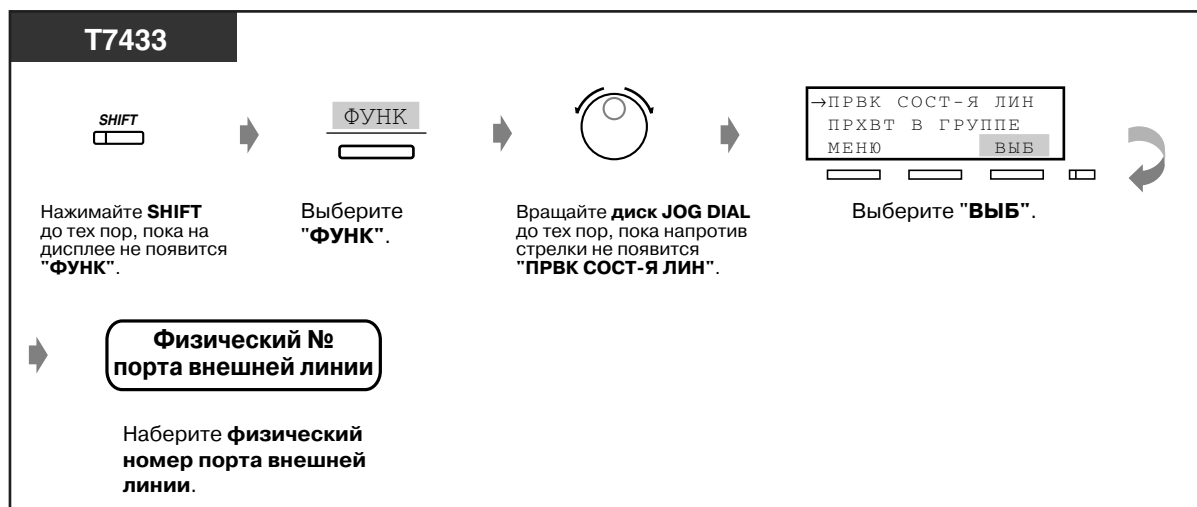 T7433
SHIFT
ФУНК
→ПРВК СОСТ-Я ЛИН
ПРХВТ В ГРУППЕ
МЕНЮ ВЫБ
Нажимайте SHIFT
до тех пор, пока на
дисплее не появится
"ФУНК".
Выберите
"ФУНК".
Вращайте диск JOG DIAL
до тех пор, пока напротив
стрелки не появится
"ПРВК СОСТ-Я ЛИН".
Выберите "ВЫБ".
Физический №
порта внешней линии
Наберите физический
номер порта внешней
линии.